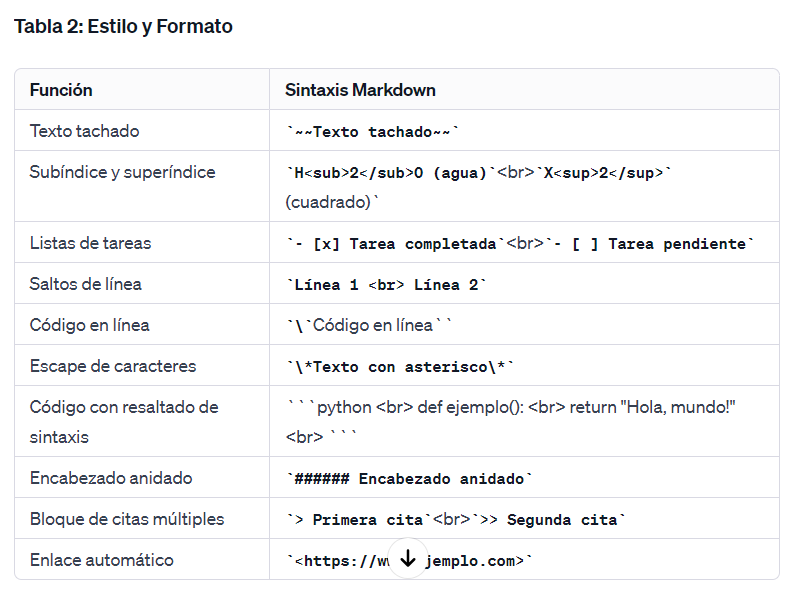 Tabla 2: Estilo y Formato
Función Sintaxis Markdown
Texto tachado `~~Texto tachado~~`
Subíndice y superíndice `H<sub>2</sub>O (agua)`<br>`X<sup>2</sup>`
(cuadrado)`
Listas de tareas `- [x] Tarea completada`<br>`- [ ] Tarea pendiente`
Saltos de línea `Línea 1 <br> Línea 2`
Código en línea `\`Código en línea``
Escape de caracteres `\*Texto con asterisco\*`
Código con resaltado de ```python <br> def ejemplo(): <br> return "Hola, mundo!"
sintaxis <br> ```
Encabezado anidado `###### Encabezado anidado`
Bloque de citas múltiples `> Primera cita`<br>`>> Segunda cita`
Enlace automático `<https://w jemplo.com>`